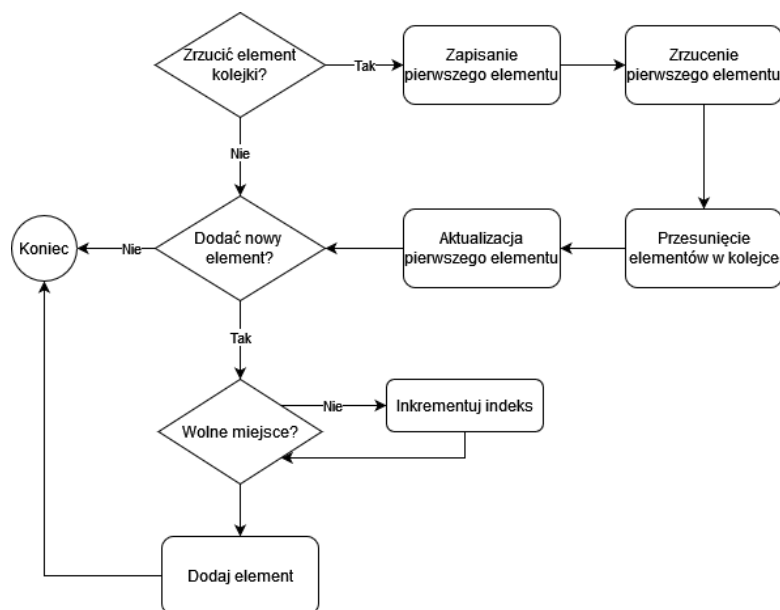 Zrzucić element
kolejki?
Tak
Zapisanie
pierwszego elementu
Zrzucenie
pierwszego elementu
Nie
Koniec
Nie
Dodać nowy
element?
Aktualizacja
pierwszego elementu
Przesunięcie
elementów w kolejce
Tak
Wolne miejsce?
Nie
Inkrementuj indeks
Dodaj element